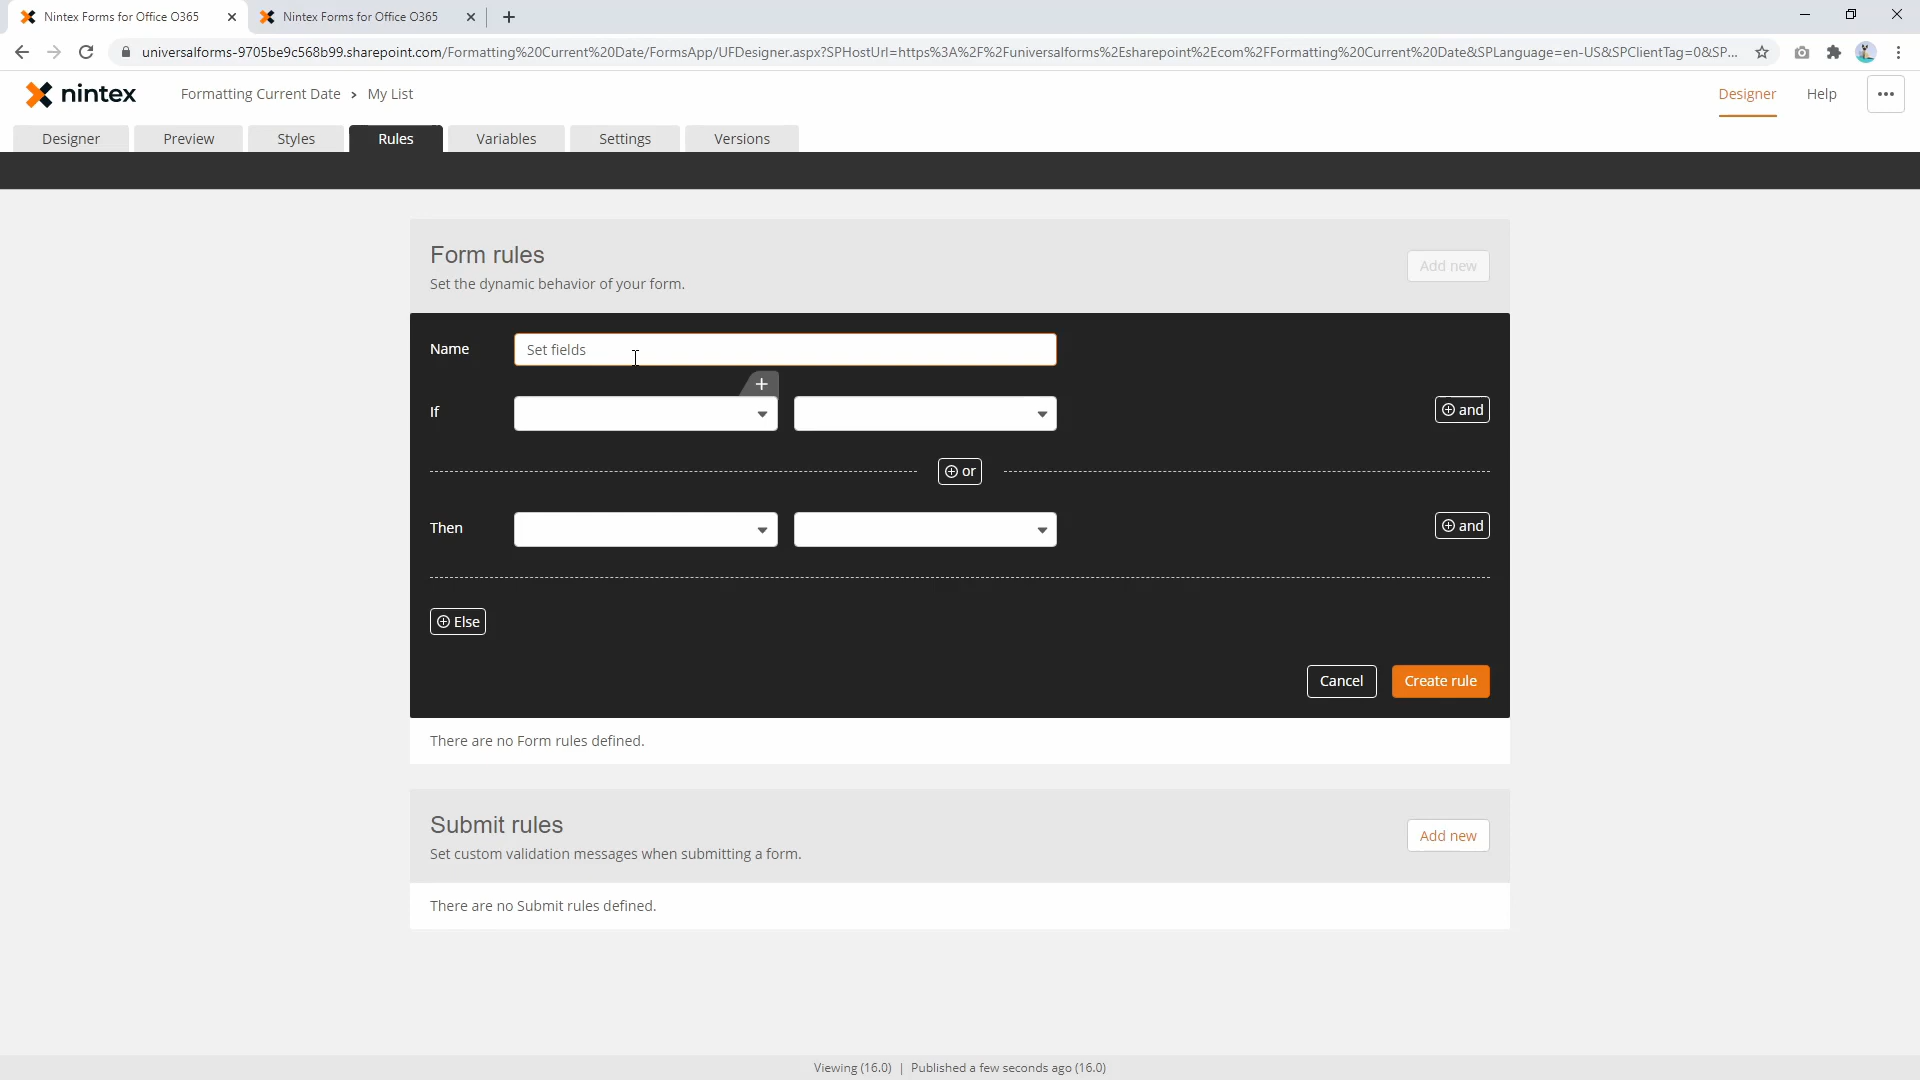 Nintex Forms for Office O365
Nintex Forms for Office O365
universalforms-9705be9c568b99.sharepoint.com/Formatting%20Current%20Date/FormsApp/UFDesigner.aspx?SPHostUrl=https%3A%2F%2Funiversalforms%2Esharepoint%2Ecom%2FFormatting%20Current%20Date&SPLanguage=en-US&SPClientTag=0&SP...
nintex
Formatting Current Date > My List
Designer
Help
Designer
Preview
Styles
Rules
Variables
Settings
Versions
Form rules
Set the dynamic behavior of your form.
Add new
Name
Set fields
If
and
or
Then
and
Else
Cancel
Create rule
There are no Form rules defined.
Submit rules
Set custom validation messages when submitting a form.
Add new
There are no Submit rules defined.
Viewing (16.0) | Published a few seconds ago (16.0)